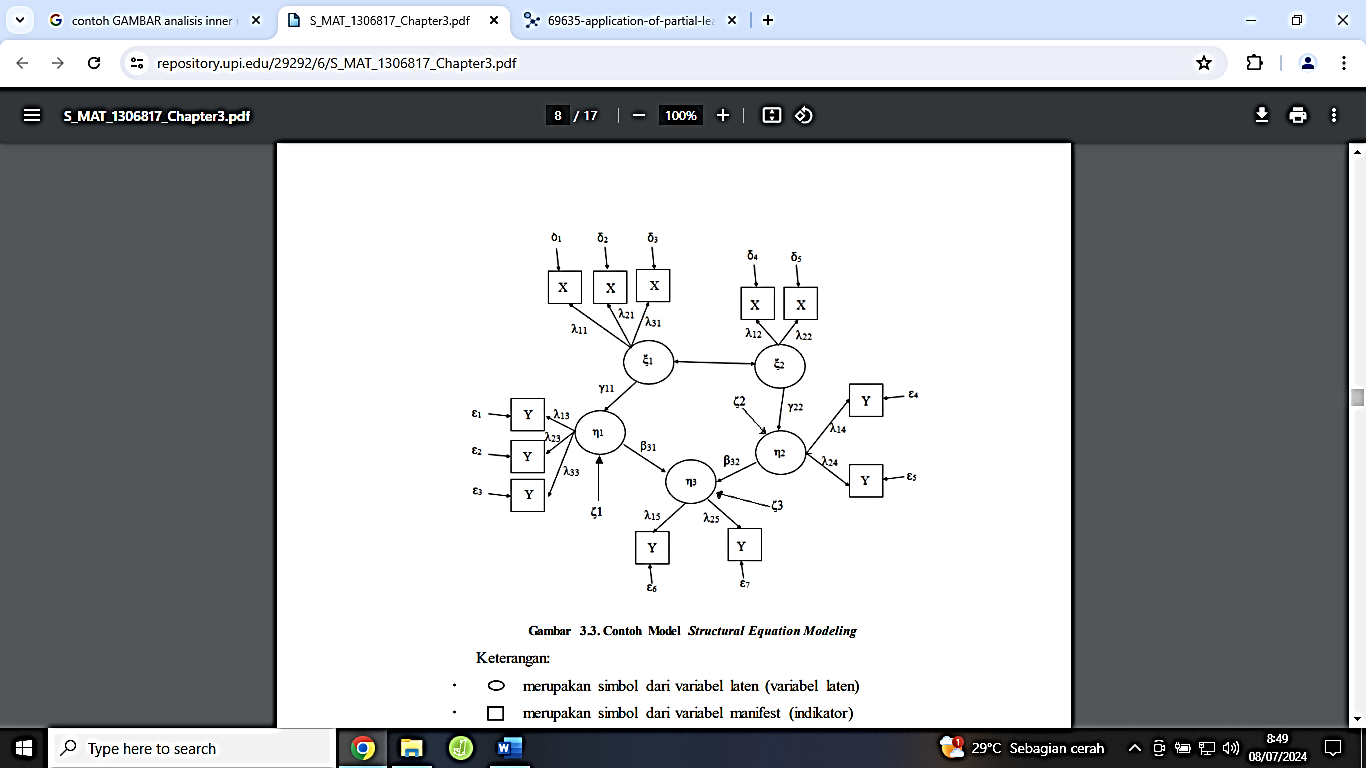 contoh GAMBAR analisis inner
S_MAT_1306817_Chapter3.pdf
69635-application-of-partial-lea
repository.upi.edu/29292/6/S_MAT_1306817_Chapter3.pdf
S_MAT_1306817_Chapter3.pdf
8 / 17
100%
δ1 δ2 δ3
δ4 δ5
X X X
X X
λ11 λ21 λ31
λ12 λ22
ξ1 ξ2
γ11 ζ2 γ22
Y ε4
ε1 Y λ13
λ14
η1
λ23 β31
η2
ε2 Y
β32 λ24
λ33
η3
Y ε5
ε3 Y
ζ1 λ15 λ25 ζ3
Y Y
ε6 ε7
Gambar 3.3. Contoh Model Structural Equation Modeling
Keterangan:
merupakan simbol dari variabel laten (variabel laten)
merupakan simbol dari variabel manifest (indikator)
Type here to search
1
29°C Sebagian cerah
8:49
08/07/2024